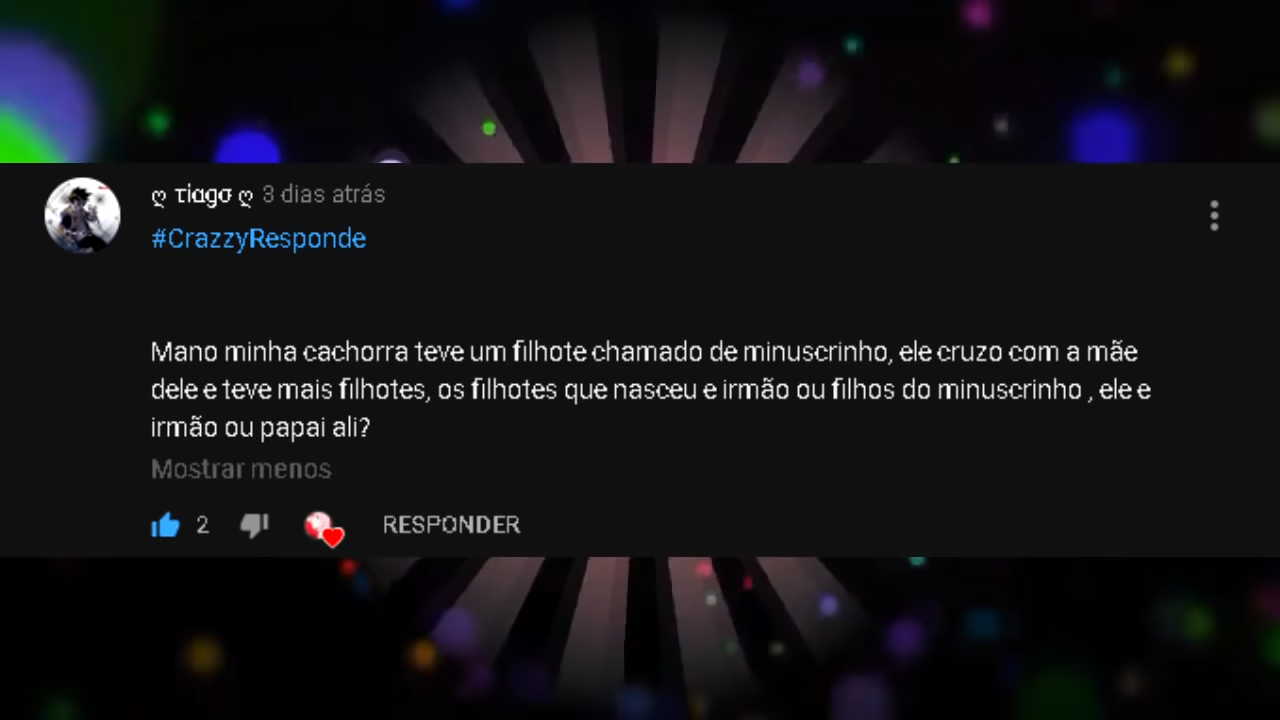 ღ τiαgσ ღ 3 dias atrás
#CrazzyResponde
Mano minha cachorra teve um filhote chamado de minuscrinho, ele cruzo com a mãe
dele e teve mais filhotes, os filhotes que nasceu e irmão ou filhos do minuscrinho , ele e
irmão ou papai ali?
Mostrar menos
2 RESPONDER